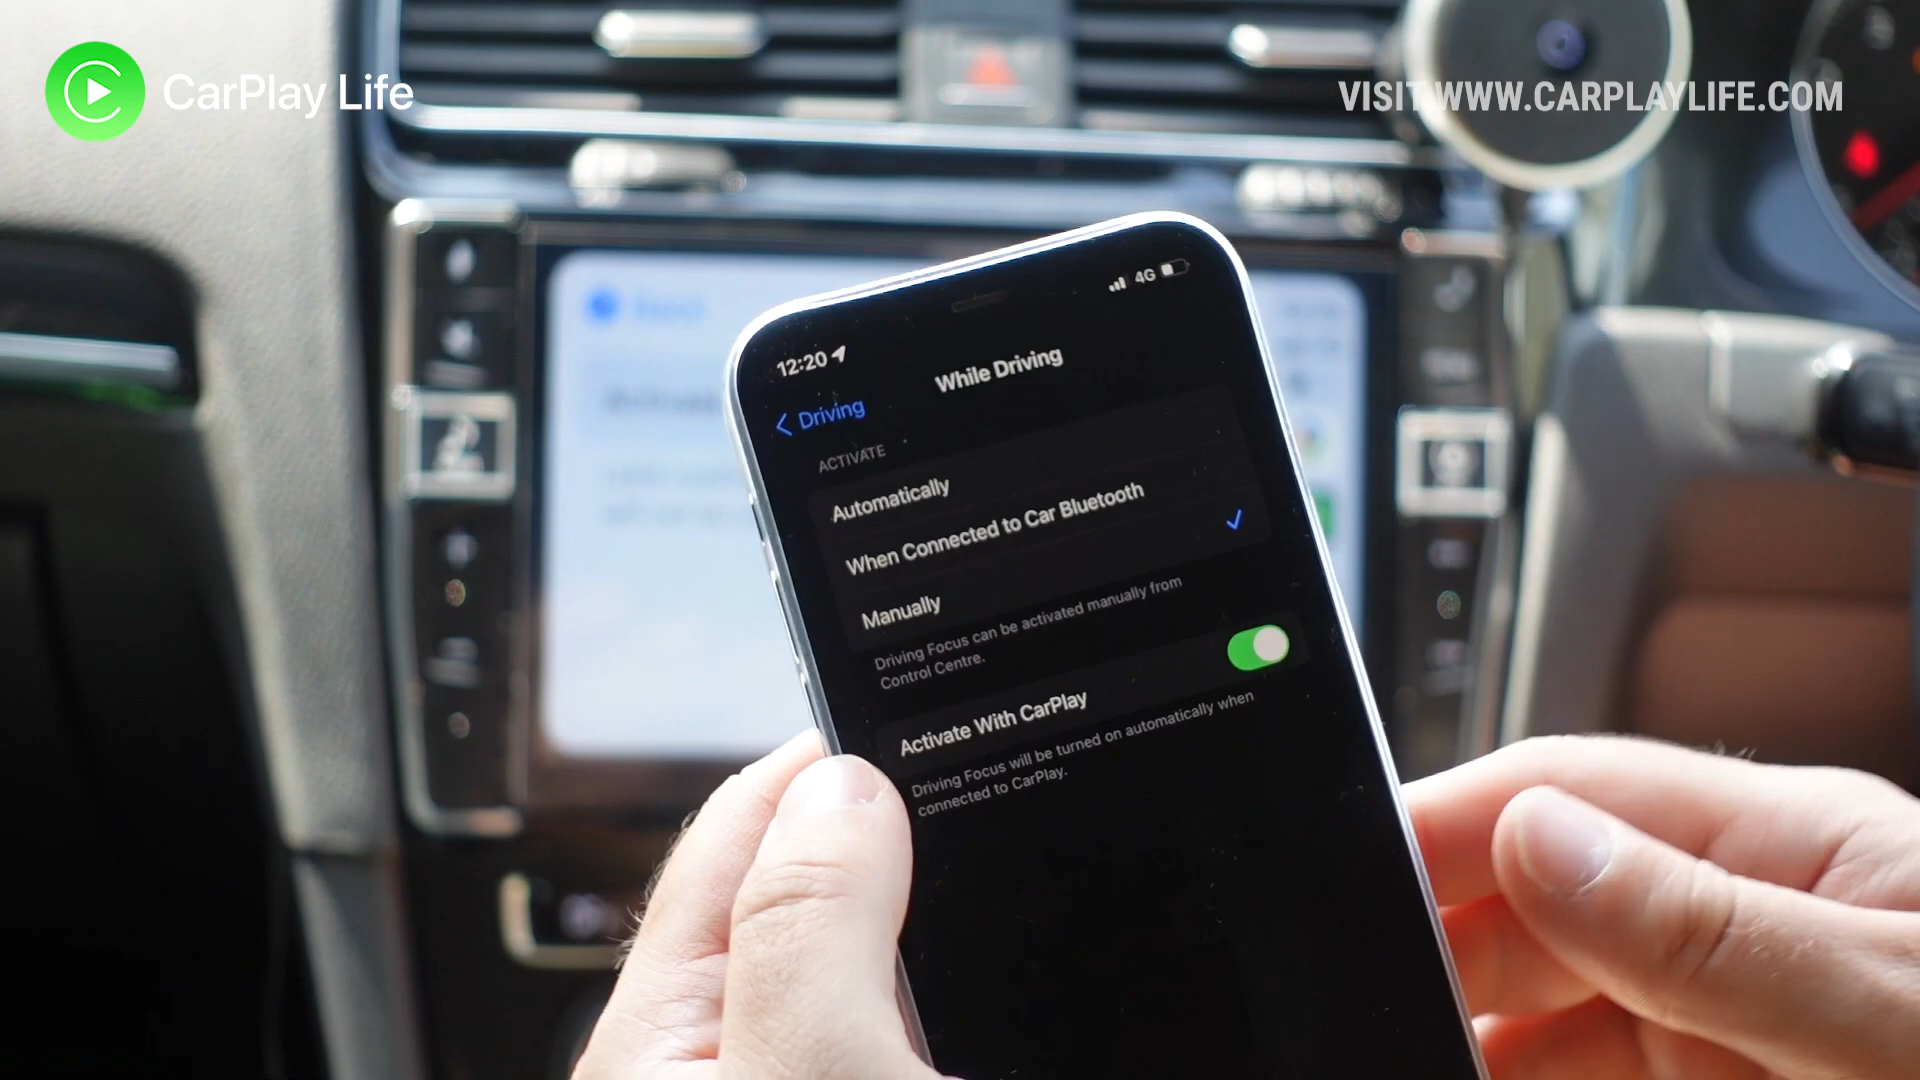 CarPlay Life
VISIT WWW.CARPLAYLIFE.COM
12:20
4G
While Driving
Driving
ACTIVATE
Automatically
When Connected to Car Bluetooth
Manually
Driving Focus can be activated manually from
Control Centre.
Activate With CarPlay
Driving Focus will be turned on automatically when
connected to CarPlay.